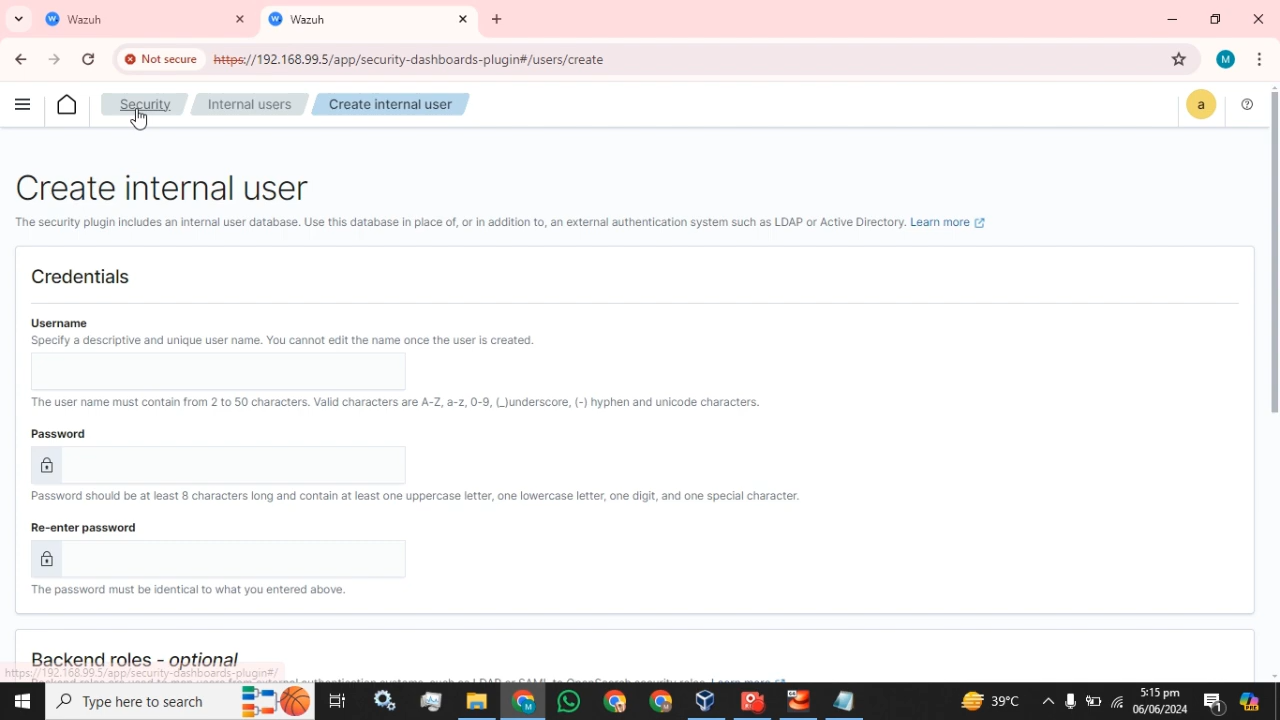 Wazuh
Wazuh
Not secure
https://192.168.99.5/app/security-dashboards-plugin#/users/create
M
Security
Internal users
Create internal user
a
Create internal user
The security plugin includes an internal user database. Use this database in place of, or in addition to, an external authentication system such as LDAP or Active Directory. Learn more
Credentials
Username
Specify a descriptive and unique user name. You cannot edit the name once the user is created.
The user name must contain from 2 to 50 characters. Valid characters are A-Z, a-z, 0-9, (_)underscore, (-) hyphen and unicode characters.
Password
Password should be at least 8 characters long and contain at least one uppercase letter, one lowercase letter, one digit, and one special character.
Re-enter password
The password must be identical to what you entered above.
Backend roles - optional
https://192.168.99.5/app/security-dashboards-plugin#/
Type here to search
39°C
5:15 pm
06/06/2024